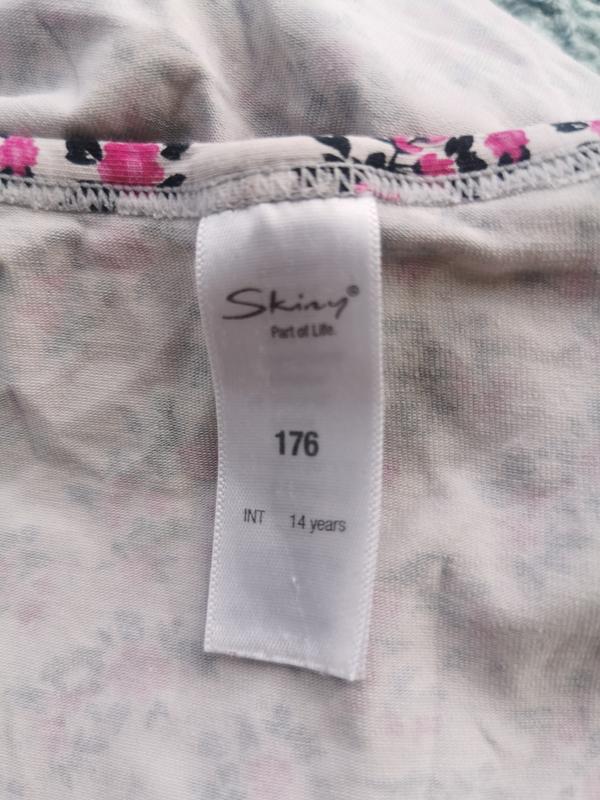 Skiny®
Part of Life.
176
INT 14 years